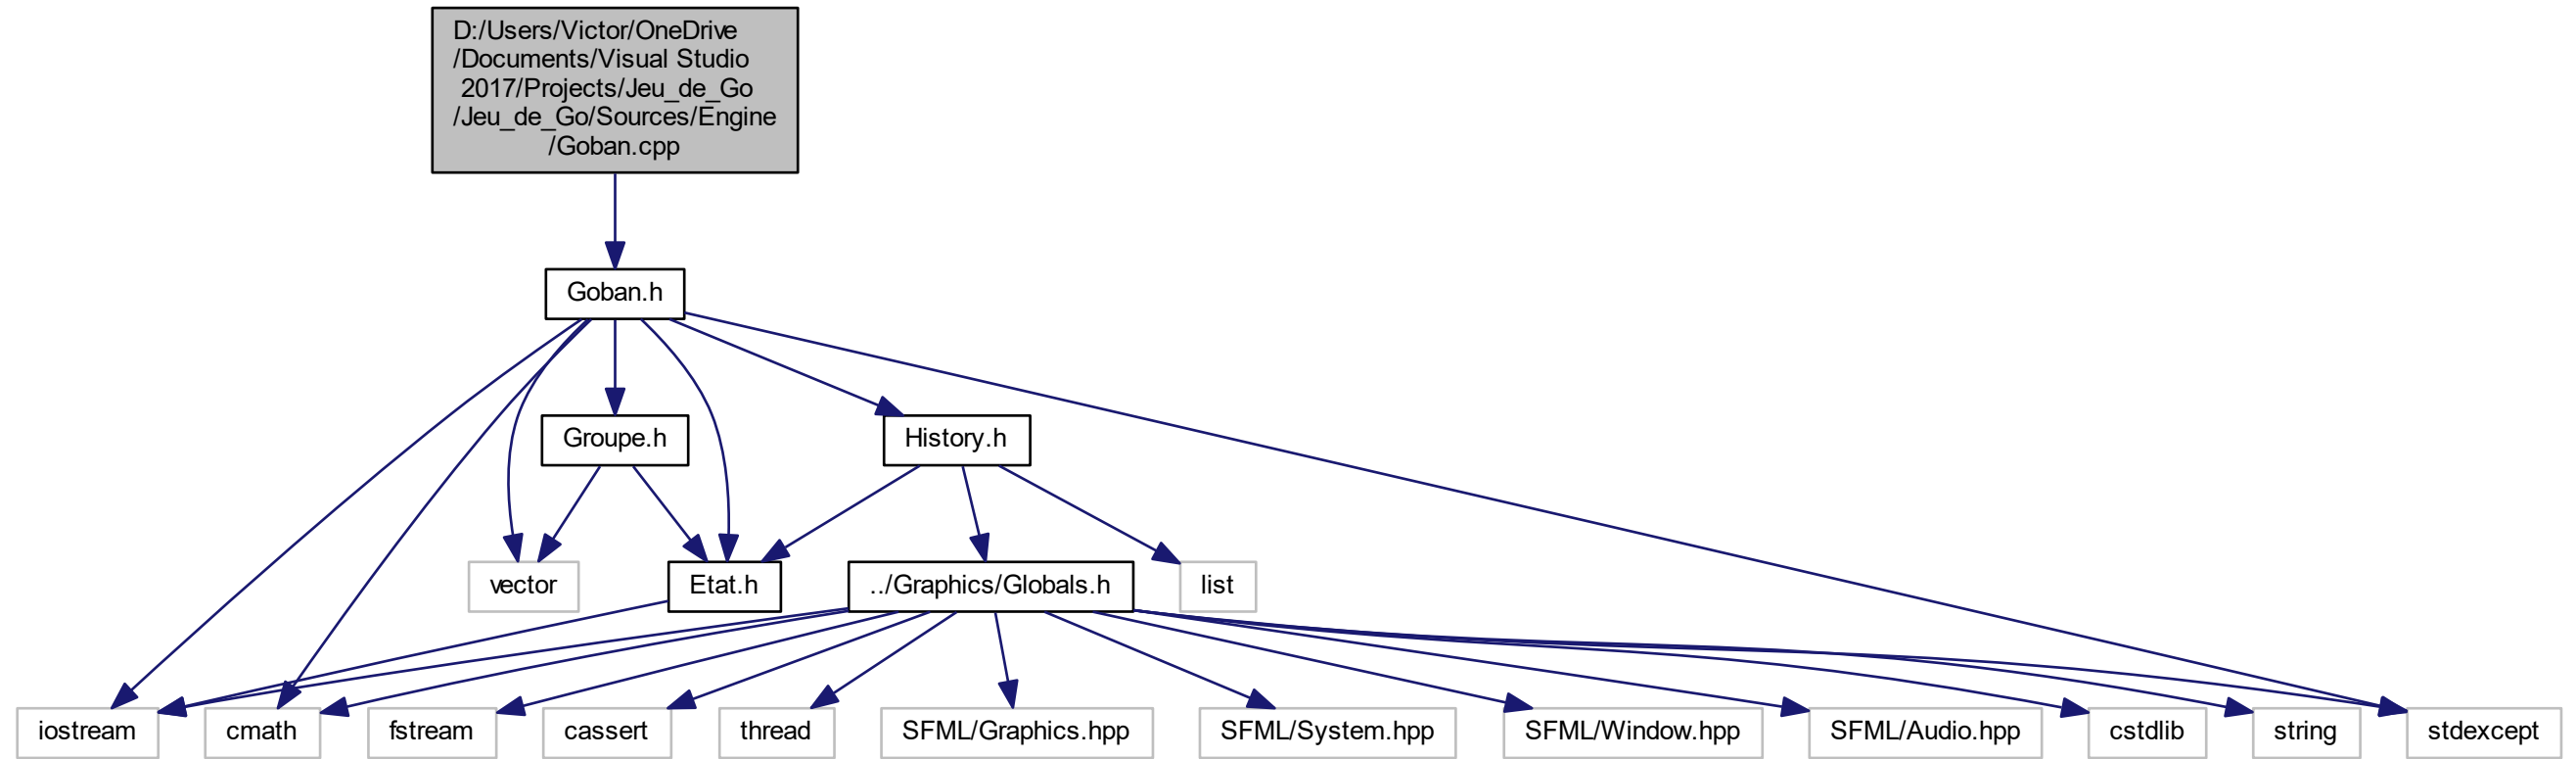 D:/Users/Victor/OneDrive
/Documents/Visual Studio
2017/Projects/Jeu_de_Go
/Jeu_de_Go/Sources/Engine
/Goban.cpp
Goban.h
Groupe.h
History.h
vector
Etat.h
../Graphics/Globals.h
list
iostream
cmath
fstream
cassert
thread
SFML/Graphics.hpp
SFML/System.hpp
SFML/Window.hpp
SFML/Audio.hpp
cstdlib
string
stdexcept